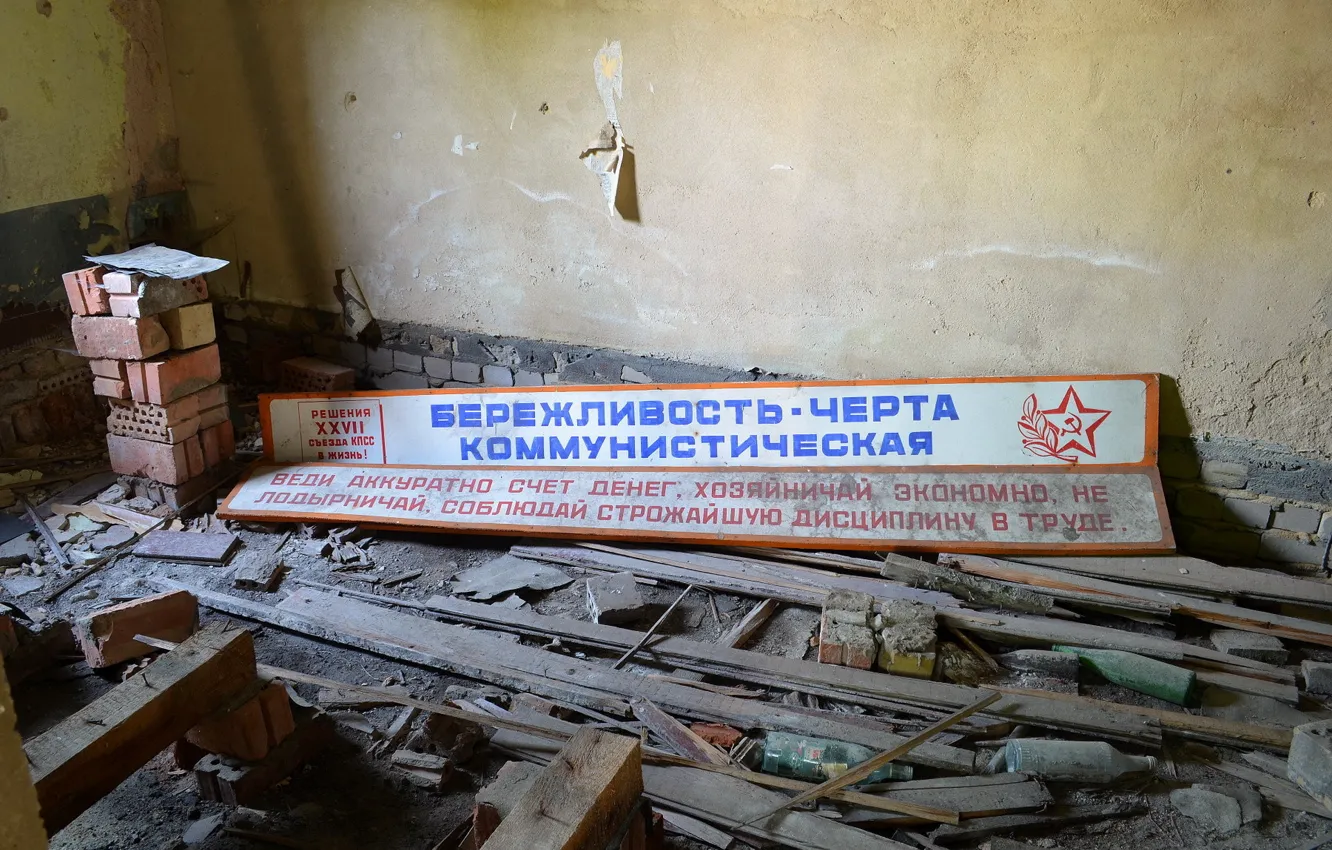 РЕШЕНИЯ
XXVII
СЪЕЗДА КПСС
В ЖИЗНЬ!
БЕРЕЖЛИВОСТЬ - ЧЕРТА
КОММУНИСТИЧЕСКАЯ
ВЕДИ АККУРАТНО СЧЕТ ДЕНЕГ, ХОЗЯЙНИЧАЙ ЭКОНОМНО, НЕ
ЛОДЫРНИЧАЙ, СОБЛЮДАЙ СТРОЖАЙШУЮ ДИСЦИПЛИНУ В ТРУДЕ.